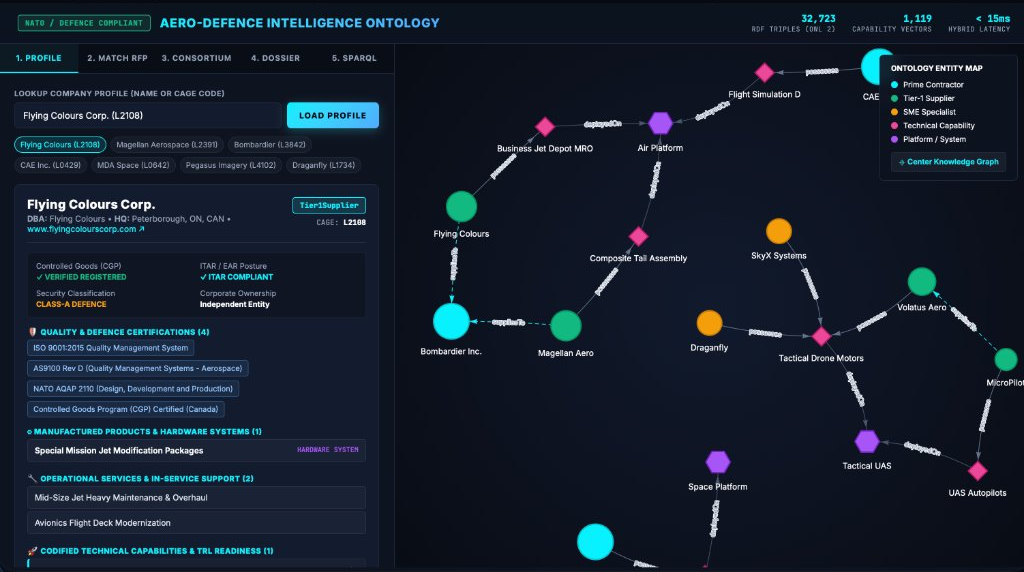 NATO / DEFENCE COMPLIANT
AERO-DEFENCE INTELLIGENCE ONTOLOGY
32,723
RDF TRIPLES (OWL 2)
1,119
CAPABILITY VECTORS
< 15ms
HYBRID LATENCY
1. PROFILE
2. MATCH RFP
3. CONSORTIUM
4. DOSSIER
5. SPARQL
LOOKUP COMPANY PROFILE (NAME OR CAGE CODE)
Flying Colours Corp. (L2108)
LOAD PROFILE
Flying Colours (L2108)
Magellan Aerospace (L2391)
Bombardier (L3842)
CAE Inc. (L0429)
MDA Space (L0642)
Pegasus Imagery (L4102)
Draganfly (L1734)
Flying Colours Corp.
Tier1Supplier
DBA: Flying Colours • HQ: Peterborough, ON, CAN •
www.flyingcolourscorp.com ↗
CAGE: L2108
Controlled Goods (CGP)
✓ VERIFIED REGISTERED
ITAR / EAR Posture
✓ ITAR COMPLIANT
Security Classification
CLASS-A DEFENCE
Corporate Ownership
Independent Entity
QUALITY & DEFENCE CERTIFICATIONS (4)
ISO 9001:2015 Quality Management System
AS9100 Rev D (Quality Management Systems - Aerospace)
NATO AQAP 2110 (Design, Development and Production)
Controlled Goods Program (CGP) Certified (Canada)
MANUFACTURED PRODUCTS & HARDWARE SYSTEMS (1)
Special Mission Jet Modification Packages
HARDWARE SYSTEM
OPERATIONAL SERVICES & IN-SERVICE SUPPORT (2)
Mid-Size Jet Heavy Maintenance & Overhaul
Avionics Flight Deck Modernization
CODIFIED TECHNICAL CAPABILITIES & TRL READINESS (1)
ONTOLOGY ENTITY MAP
Prime Contractor
Tier-1 Supplier
SME Specialist
Technical Capability
Platform / System
Center Knowledge Graph
possesses
CAE
Flight Simulation D
deployedOn
deployedOn
Business Jet Depot MRO
Air Platform
possesses
deployedOn
Flying Colours
Composite Tail Assembly
SkyX Systems
suppliesTo
possesses
possesses
Volatus Aero
possesses
suppliesTo
Bombardier Inc.
suppliesTo
Magellan Aero
Draganfly
possesses
Tactical Drone Motors
MicroPilot
deployedOn
possesses
Tactical UAS
deployedOn
UAS Autopilots
Space Platform
deployedOn